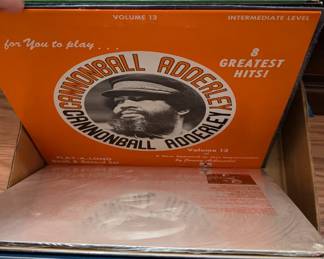 VOLUME 13
INTERMEDIATE LEVEL
for You to play . . .
8
GREATEST
HITS!
CANNONBALL ADDERLEY
CANNONBALL ADDERLEY
Volume 13
PLAY-A-LONG